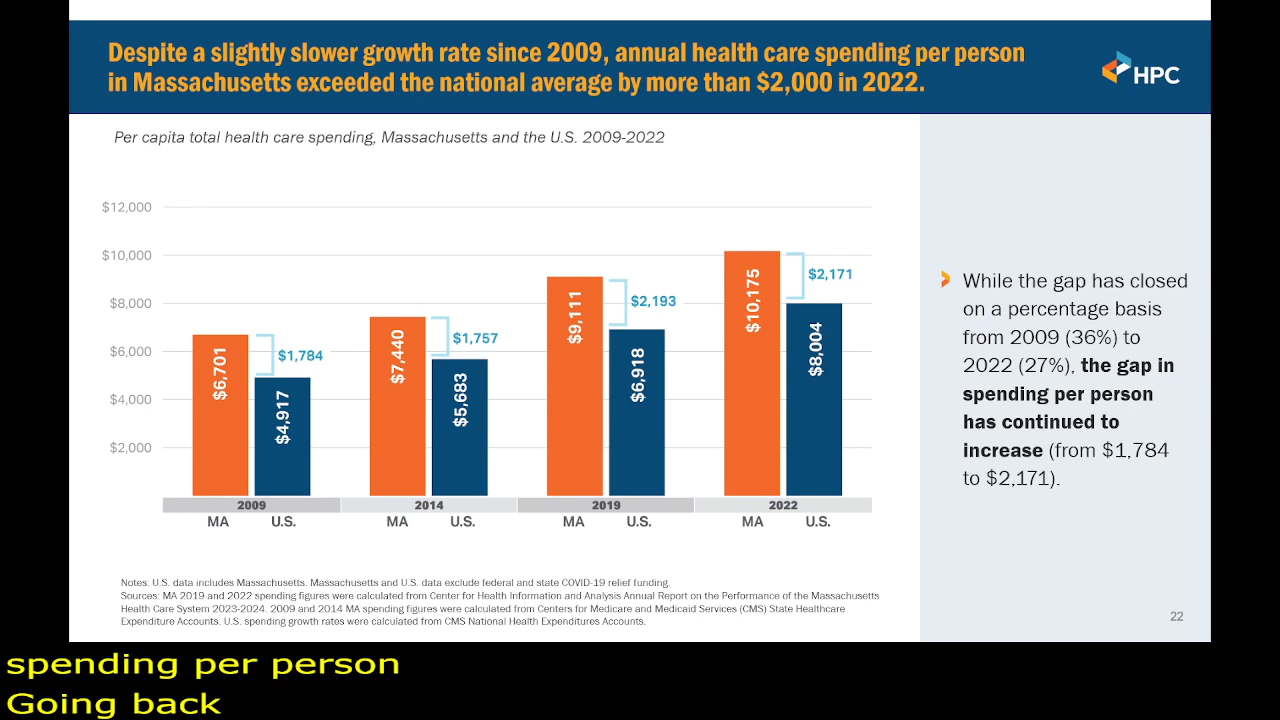 Despite a slightly slower growth rate since 2009, annual health care spending per person
in Massachusetts exceeded the national average by more than $2,000 in 2022.
HPC
Per capita total health care spending, Massachusetts and the U.S. 2009-2022
$12,000
$10,000
$8,000
$6,000
$4,000
$2,000
$6,701
$4,917
$1,784
$7,440
$5,683
$1,757
$9,111
$6,918
$2,193
$10,175
$8,004
$2,171
2009
2014
2019
2022
MA
U.S.
MA
U.S.
MA
U.S.
MA
U.S.
While the gap has closed
on a percentage basis
from 2009 (36%) to
2022 (27%), the gap in
spending per person
has continued to
increase (from $1,784
to $2,171).
Notes: U.S. data includes Massachusetts. Massachusetts and U.S. data exclude federal and state COVID-19 relief funding.
Sources: MA 2019 and 2022 spending figures were calculated from Center for Health Information and Analysis Annual Report on the Performance of the Massachusetts
Health Care System 2023-2024. 2009 and 2014 MA spending figures were calculated from Centers for Medicare and Medicaid Services (CMS) State Healthcare
Expenditure Accounts. U.S. spending growth rates were calculated from CMS National Health Expenditures Accounts.
22
spending per person
Going back